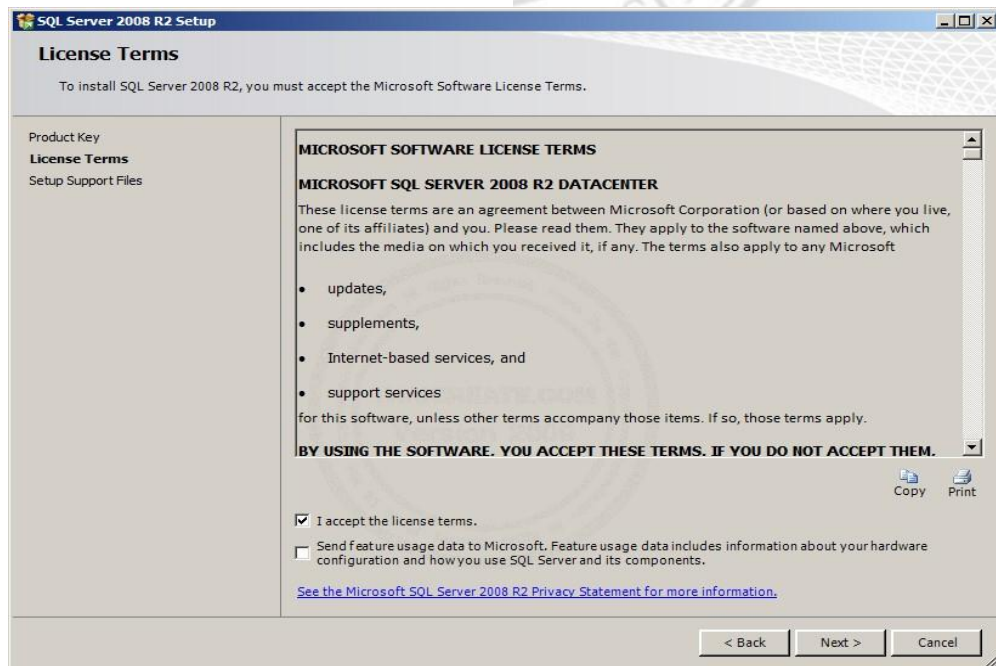 SQL Server 2008 R2 Setup
License Terms
To install SQL Server 2008 R2, you must accept the Microsoft Software License Terms.
Product Key
License Terms
Setup Support Files
MICROSOFT SOFTWARE LICENSE TERMS
MICROSOFT SQL SERVER 2008 R2 DATACENTER
These license terms are an agreement between Microsoft Corporation (or based on where you live,
one of its affiliates) and you. Please read them. They apply to the software named above, which
includes the media on which you received it, if any. The terms also apply to any Microsoft
• updates,
• supplements,
• Internet-based services, and
• support services
for this software, unless other terms accompany those items. If so, those terms apply.
BY USING THE SOFTWARE, YOU ACCEPT THESE TERMS. IF YOU DO NOT ACCEPT THEM,
Copy Print
I accept the license terms.
Send feature usage data to Microsoft. Feature usage data includes information about your hardware
configuration and how you use SQL Server and its components.
See the Microsoft SQL Server 2008 R2 Privacy Statement for more information.
< Back Next > Cancel